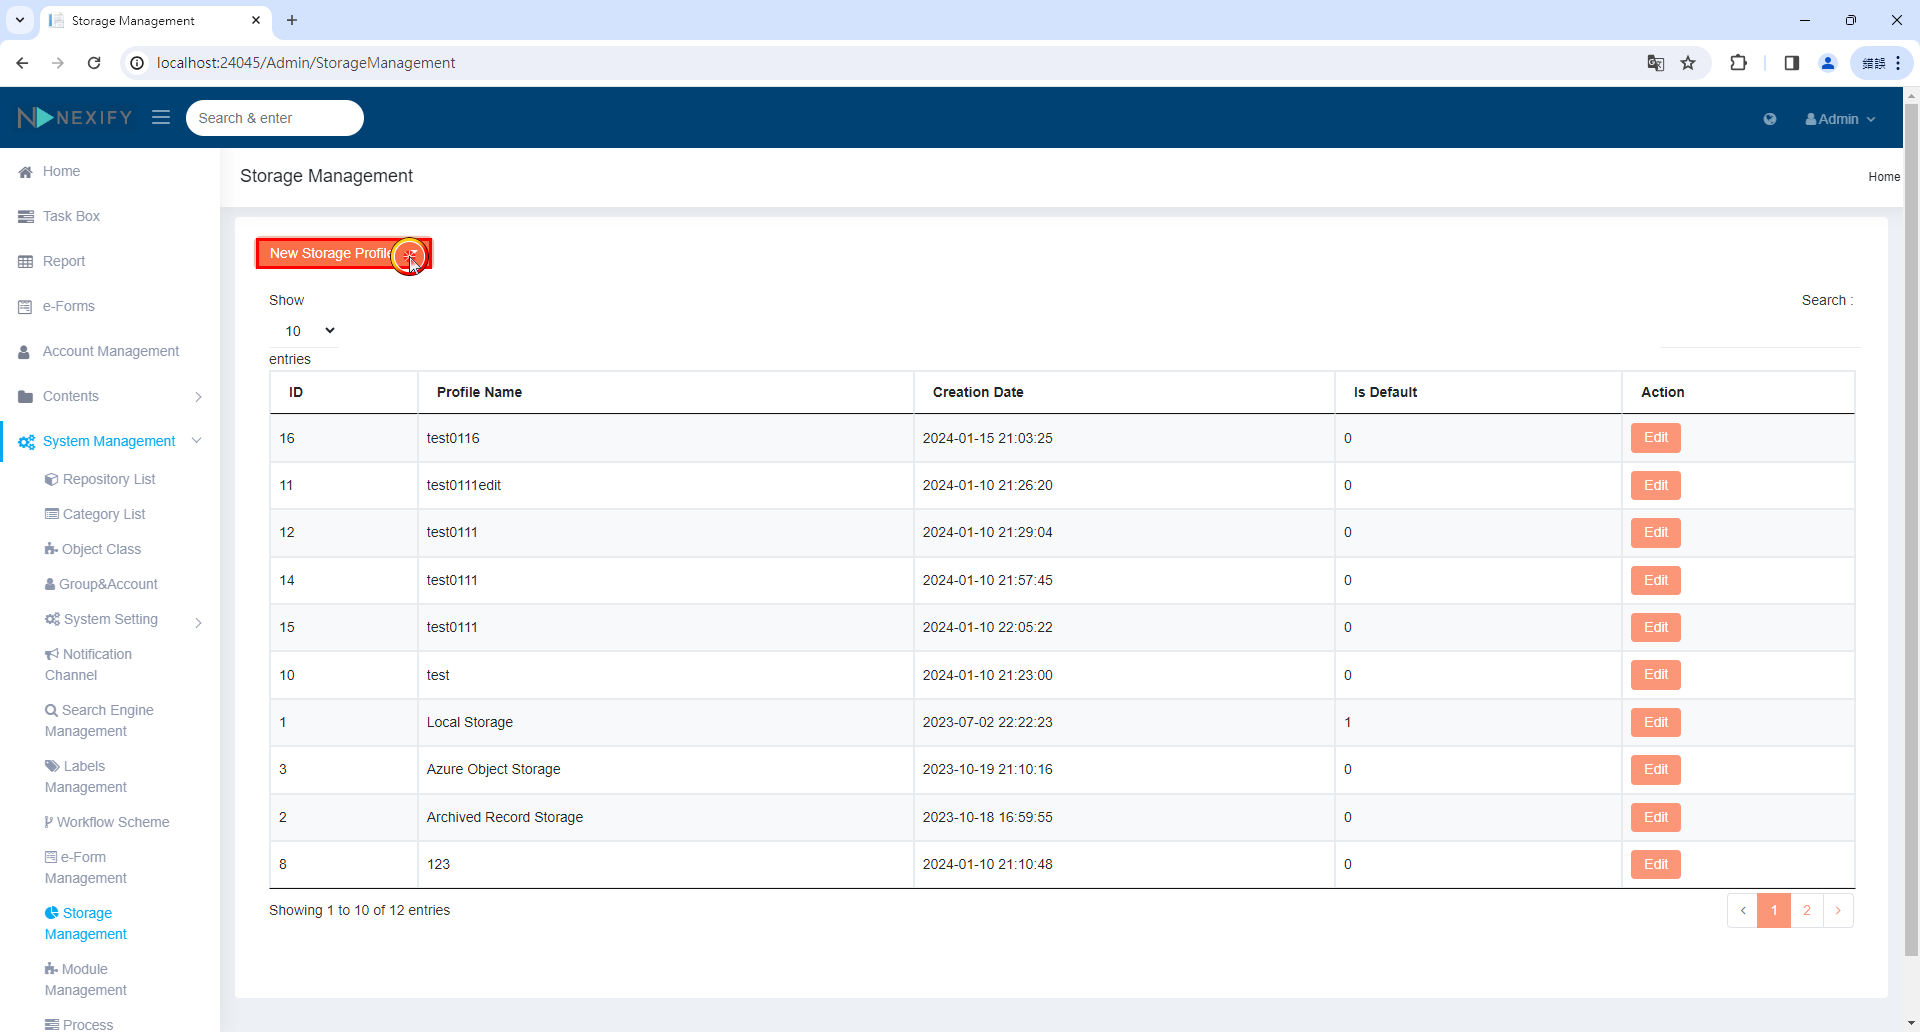 Storage Management
localhost:24045/Admin/StorageManagement
錯誤
NEXIFY
Search & enter
Admin
Home
Task Box
Report
e-Forms
Account Management
Contents
System Management
Repository List
Category List
Object Class
Group&Account
System Setting
Notification
Channel
Search Engine
Management
Labels
Management
Workflow Scheme
e-Form
Management
Storage
Management
Module
Management
Process
Storage Management
Home
New Storage Profile
Show
Search :
10
entries
ID Profile Name Creation Date Is Default Action
16 test0116 2024-01-15 21:03:25 0 Edit
11 test0111edit 2024-01-10 21:26:20 0 Edit
12 test0111 2024-01-10 21:29:04 0 Edit
14 test0111 2024-01-10 21:57:45 0 Edit
15 test0111 2024-01-10 22:05:22 0 Edit
10 test 2024-01-10 21:23:00 0 Edit
1 Local Storage 2023-07-02 22:22:23 1 Edit
3 Azure Object Storage 2023-10-19 21:10:16 0 Edit
2 Archived Record Storage 2023-10-18 16:59:55 0 Edit
8 123 2024-01-10 21:10:48 0 Edit
Showing 1 to 10 of 12 entries
‹ 1 2 ›